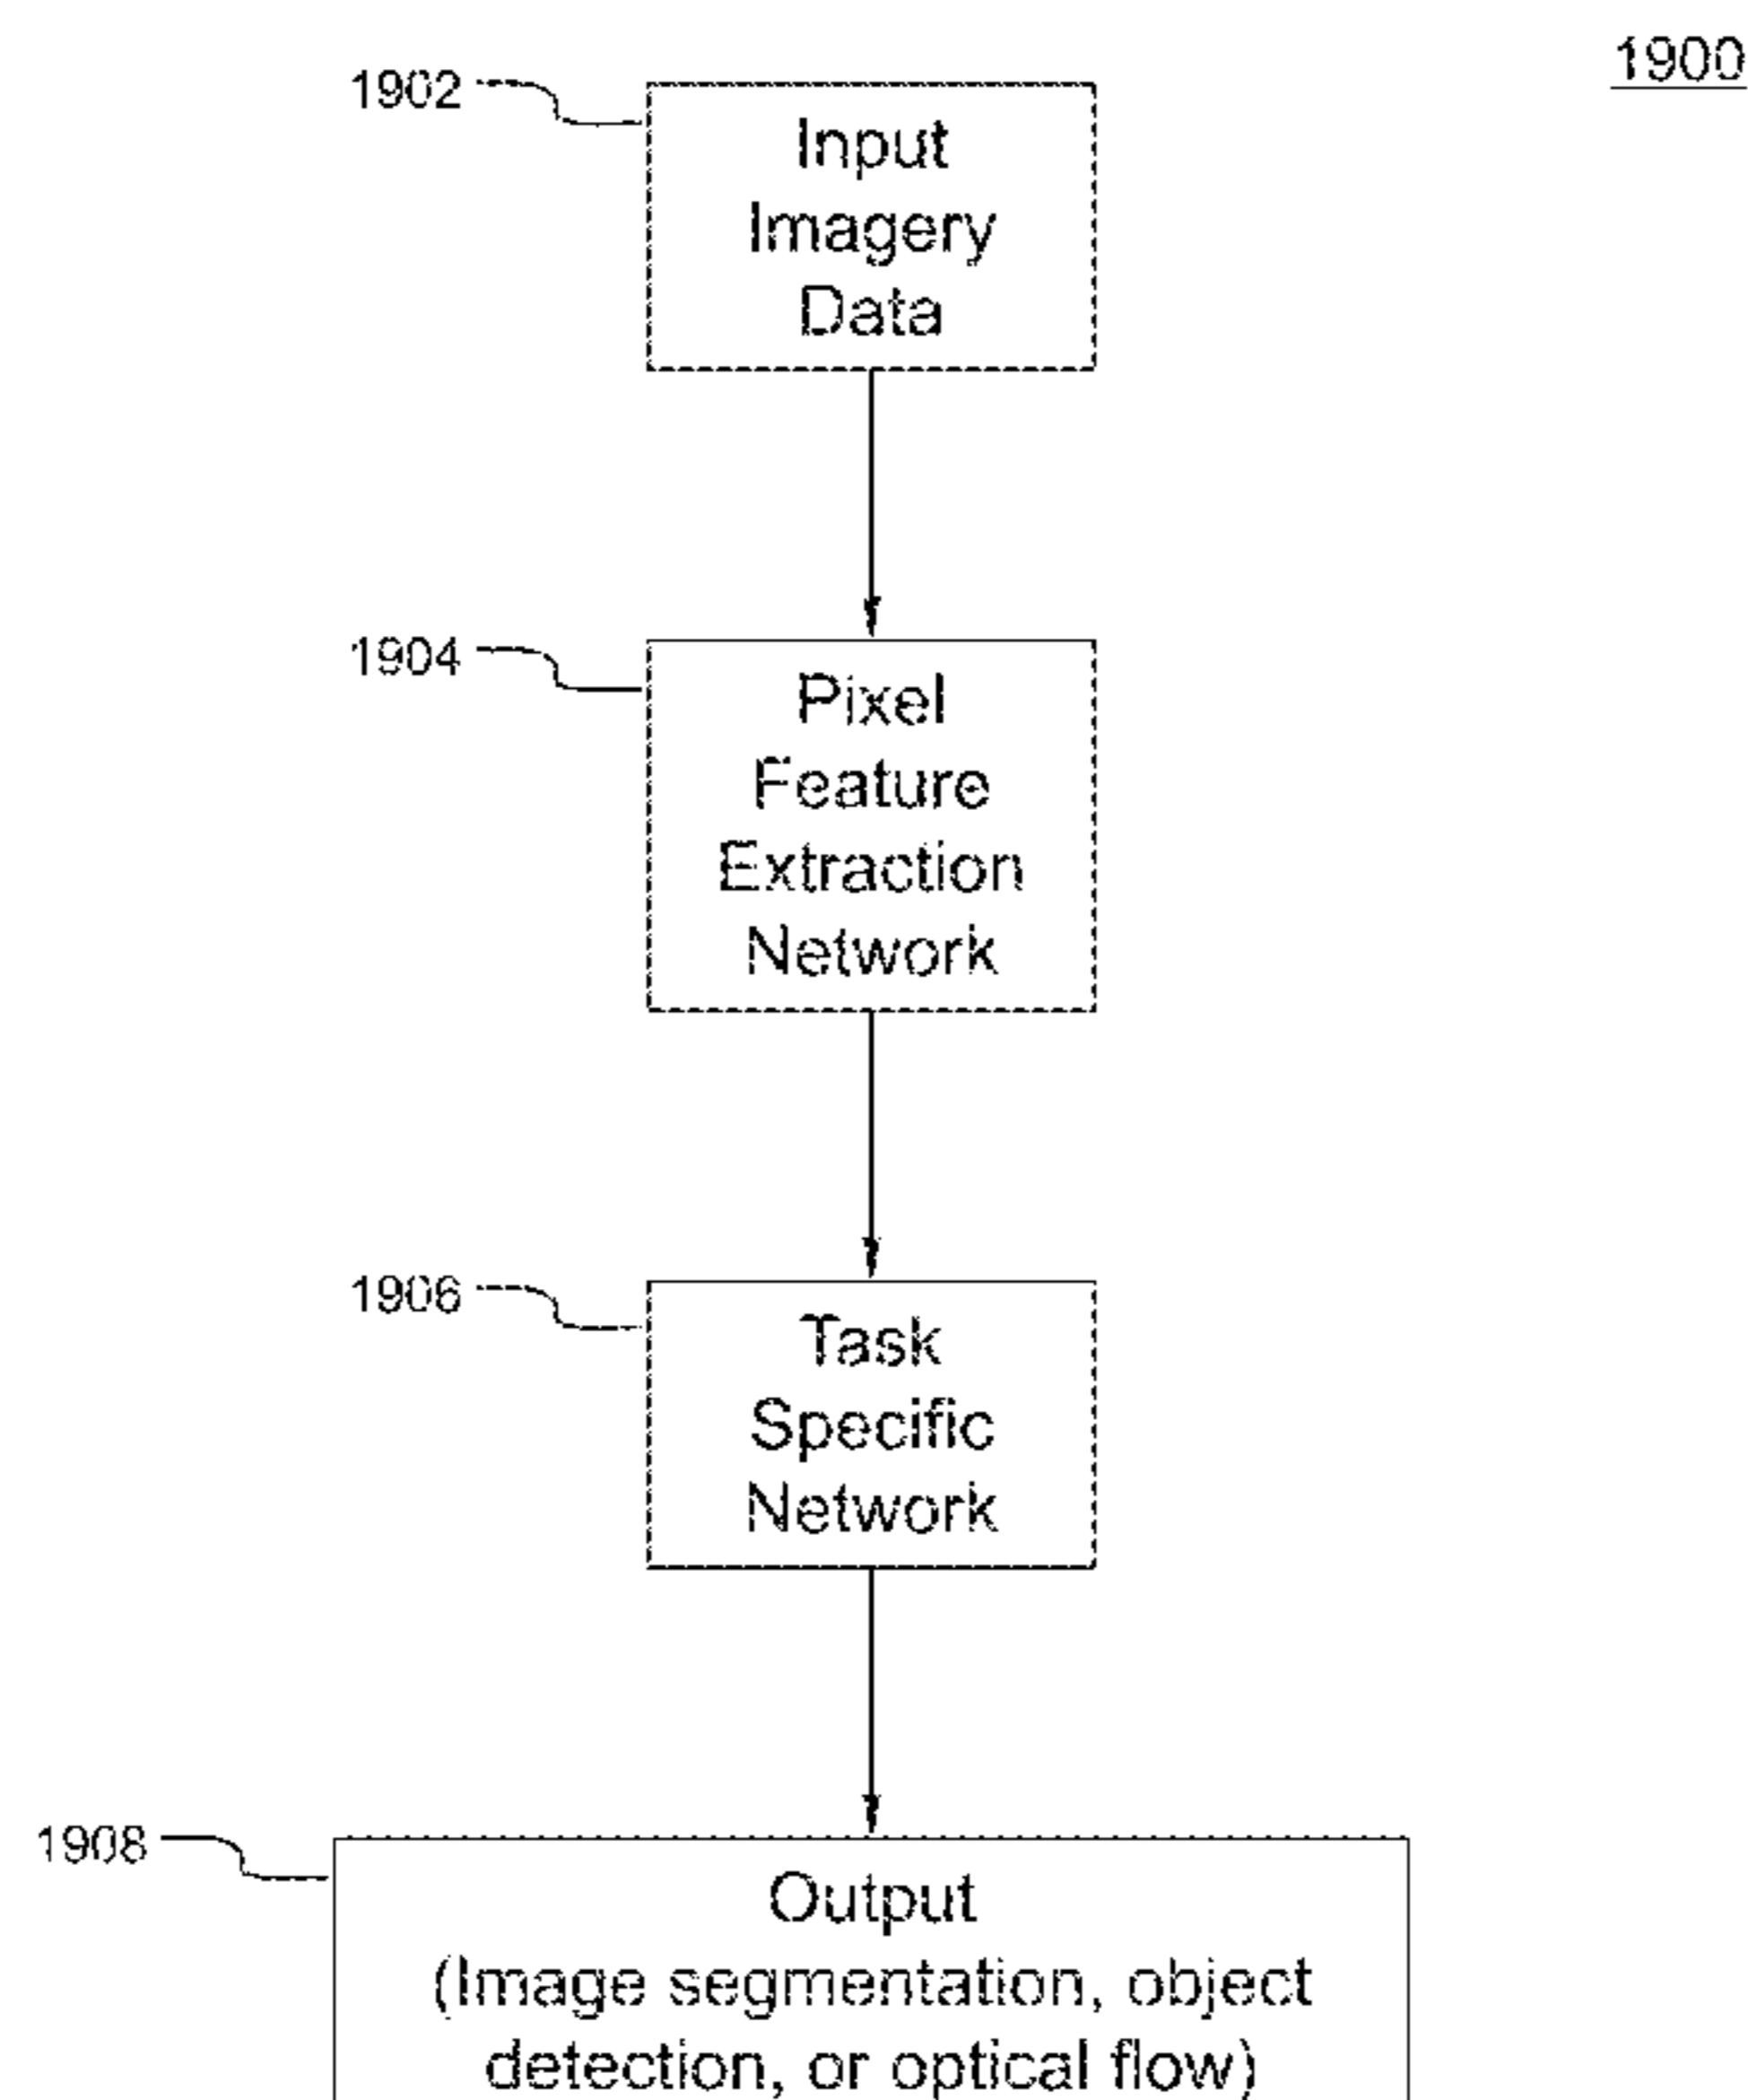 1900
1902
Input
Imagery
Data
1904
Pixel
Feature
Extraction
Network
1906
Task
Specific
Network
1908
Output
(Image segmentation, object
detection, or optical flow)